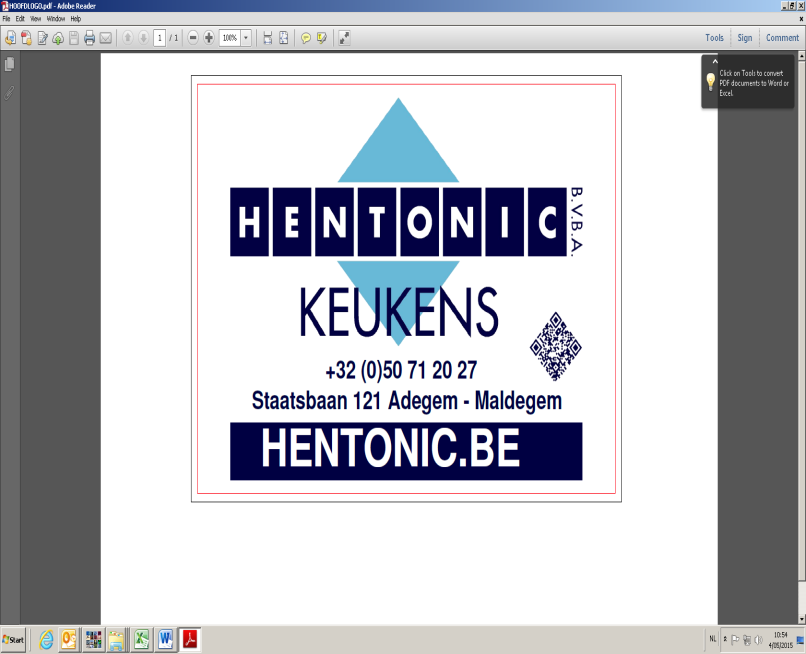 HOOFDLOGO.pdf - Adobe Reader
File Edit View Window Help
1 / 1 100% Tools Sign Comment
Click on Tools to convert
PDF documents to Word or
Excel.
HENTONIC
B.V.B.A.
KEUKENS
+32 (0)50 71 20 27
Staatsbaan 121 Adegem - Maldegem
HENTONIC.BE
Start
NL
10:54
4/05/2015